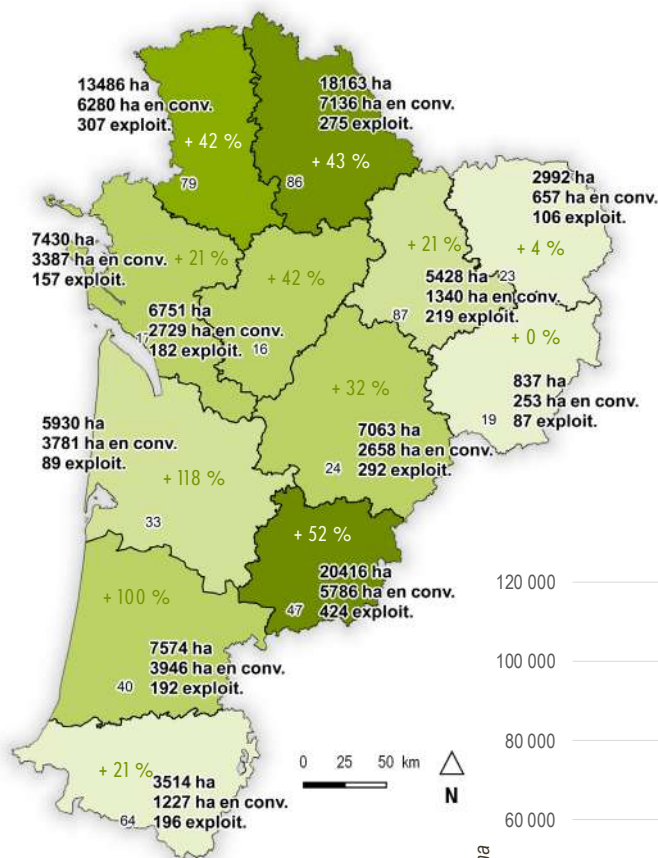 13486 ha
6280 ha en conv.
307 exploit.
+ 42 %
79
18163 ha
7136 ha en conv.
275 exploit.
+ 43 %
86
2992 ha
657 ha en conv.
106 exploit.
+ 4 %
23
7430 ha
3387 ha en conv.
157 exploit.
+ 21 %
17
6751 ha
2729 ha en conv.
182 exploit.
+ 42 %
16
+ 21 %
5428 ha
1340 ha en conv.
219 exploit.
87
+ 0 %
837 ha
253 ha en conv.
87 exploit.
19
+ 32 %
7063 ha
2658 ha en conv.
292 exploit.
24
5930 ha
3781 ha en conv.
89 exploit.
+ 118 %
33
+ 52 %
20416 ha
5786 ha en conv.
424 exploit.
47
+ 100 %
7574 ha
3946 ha en conv.
192 exploit.
40
+ 21 %
3514 ha
1227 ha en conv.
196 exploit.
64
0 25 50 km
N
120 000
100 000
80 000
60 000
ha